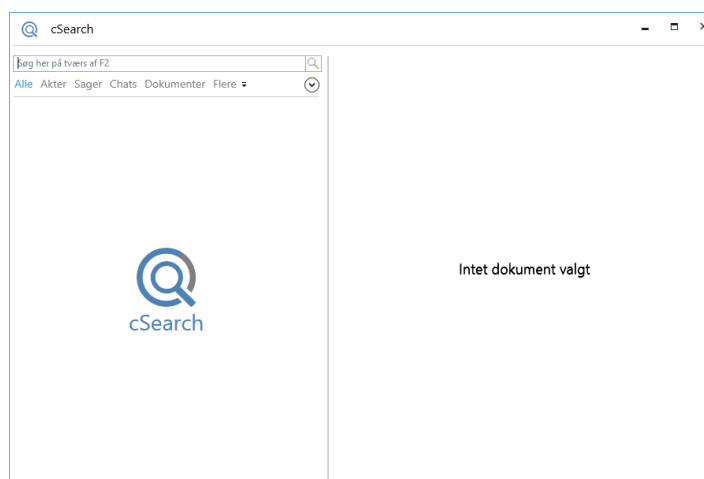 cSearch
Søg her på tværs af F2
Alle Akter Sager Chats Dokumenter Flere
cSearch
Intet dokument valgt